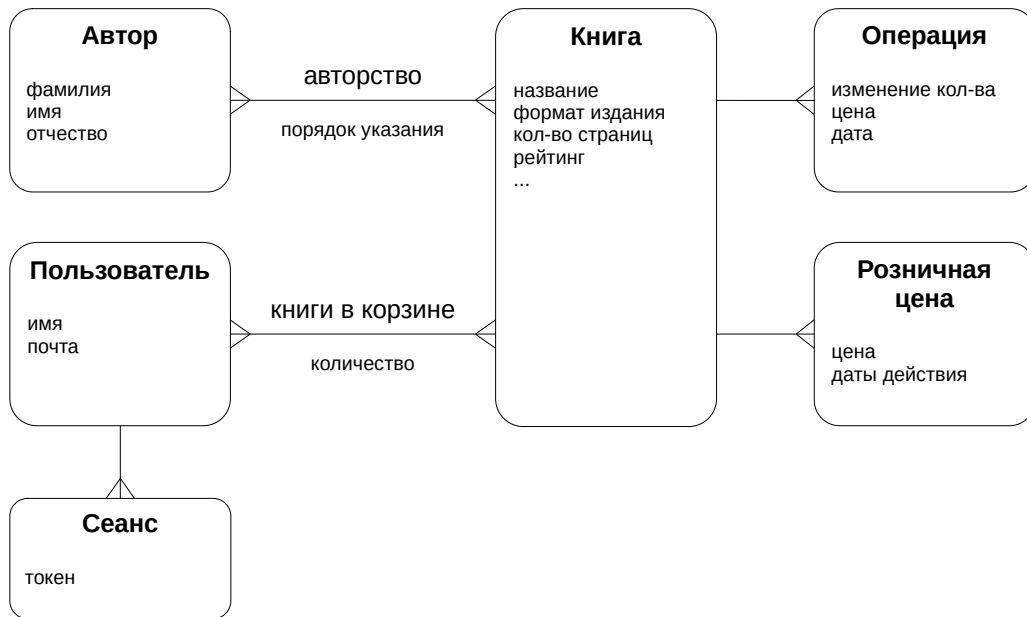 Автор
фамилия
имя
отчество
авторство
порядок указания
Книга
название
формат издания
кол-во страниц
рейтинг
...
Операция
изменение кол-ва
цена
дата
Пользователь
имя
почта
книги в корзине
количество
Розничная
цена
цена
даты действия
Сеанс
токен